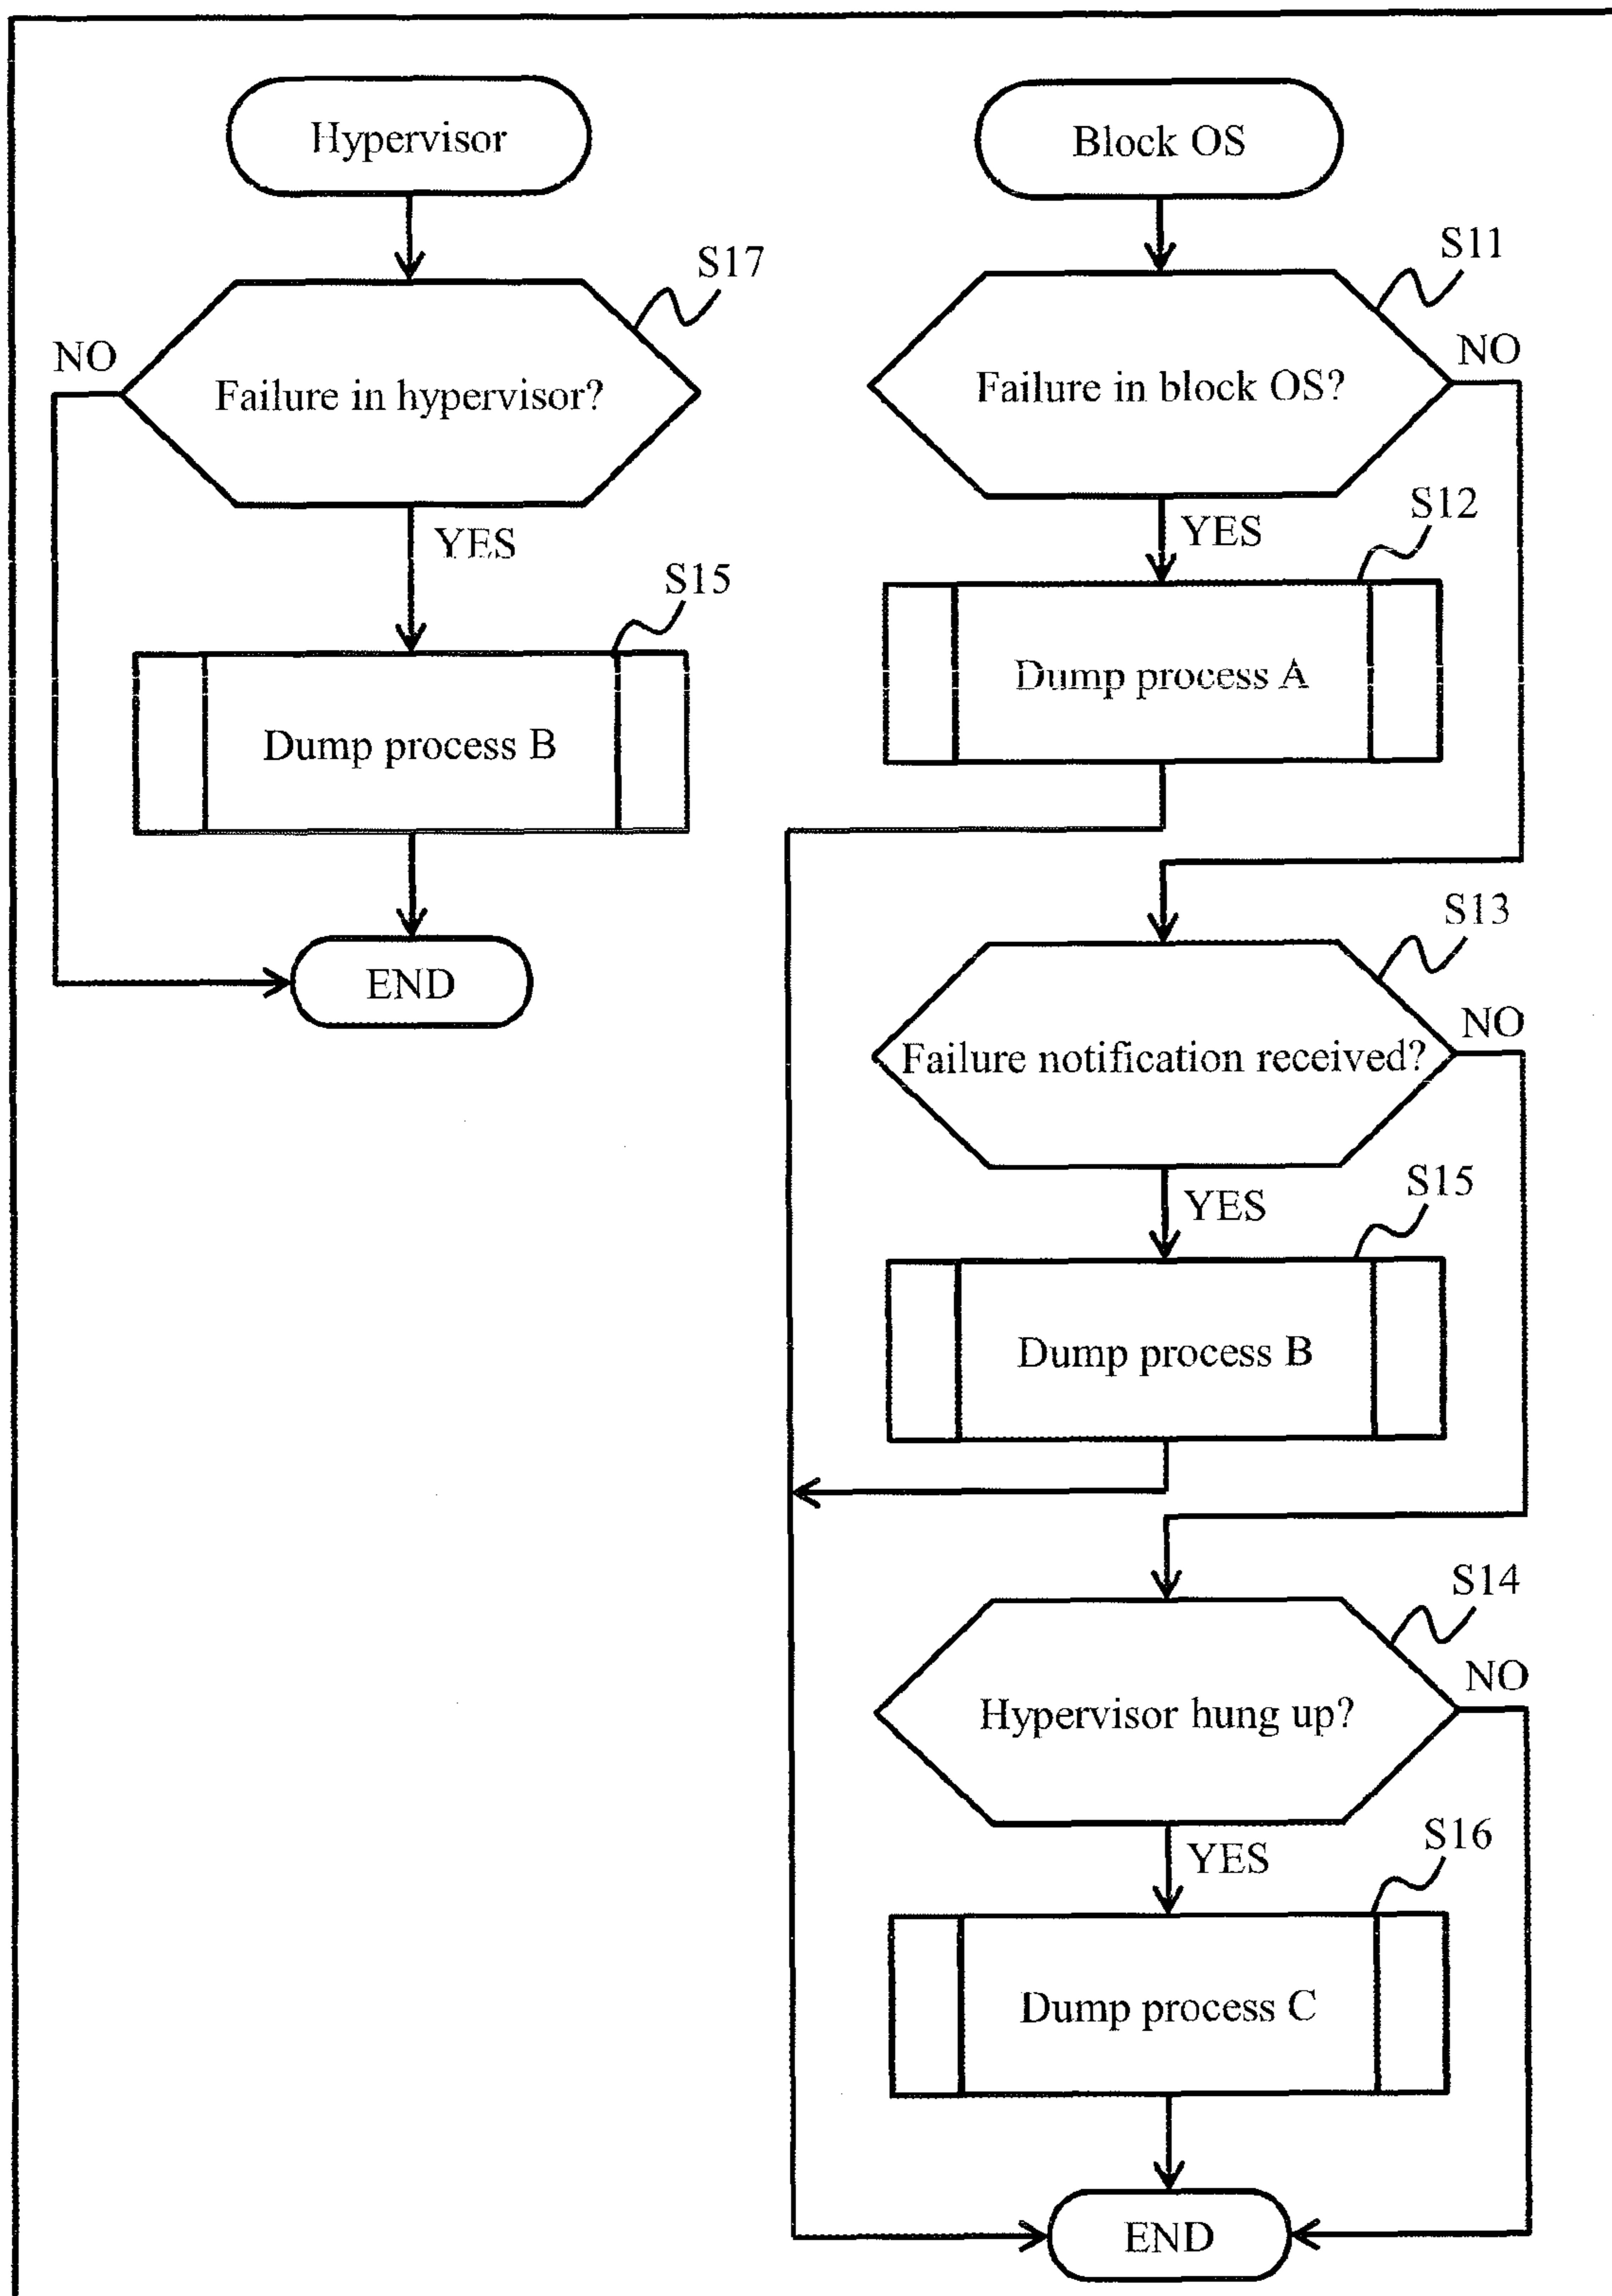 Hypervisor
S17
Failure in hypervisor?
NO
YES
S15
Dump process B
END
Block OS
S11
Failure in block OS?
NO
YES
S12
Dump process A
S13
Failure notification received?
NO
YES
S15
Dump process B
S14
Hypervisor hung up?
NO
YES
S16
Dump process C
END